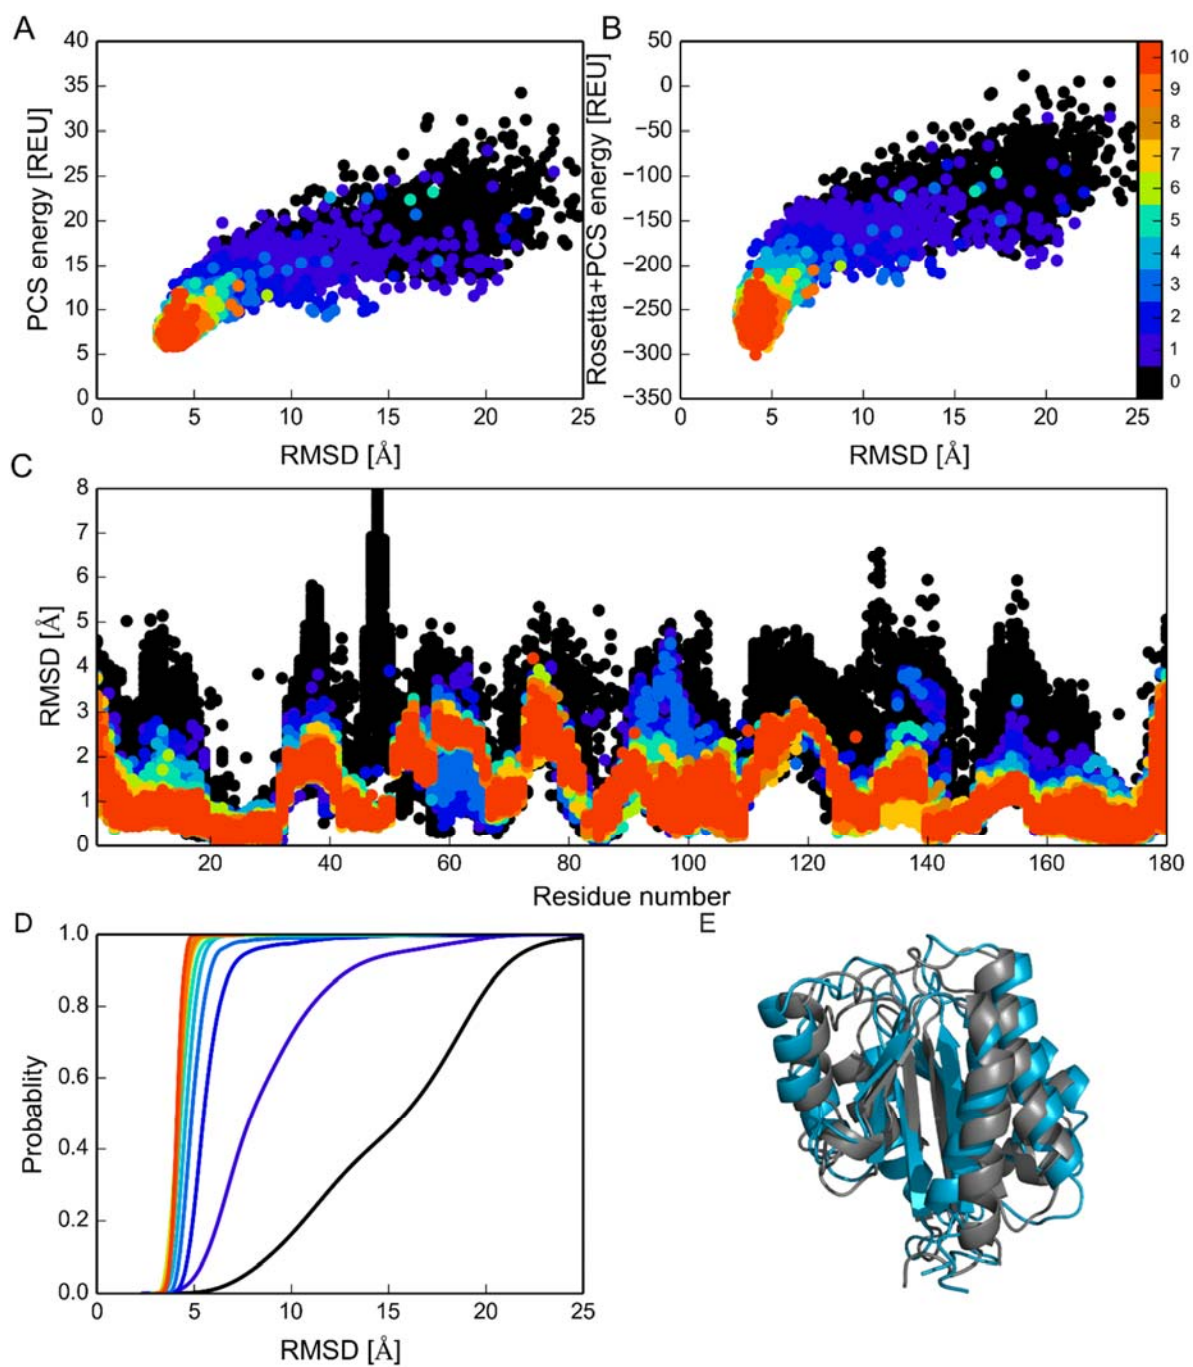 A
40
35
30
25
20
15
10
5
0
PCS energy [REU]
0 5 10 15 20 25
RMSD [Å]
B
50
0
−50
−100
−150
−200
−250
−300
−350
Rosetta+PCS energy [REU]
0 5 10 15 20 25
RMSD [Å]
10
9
8
7
6
5
4
3
2
1
0
C
8
7
6
5
4
3
2
1
0
RMSD [Å]
20 40 60 80 100 120 140 160 180
Residue number
D
1.0
0.8
0.6
0.4
0.2
0.0
Probablity
0 5 10 15 20 25
RMSD [Å]
E